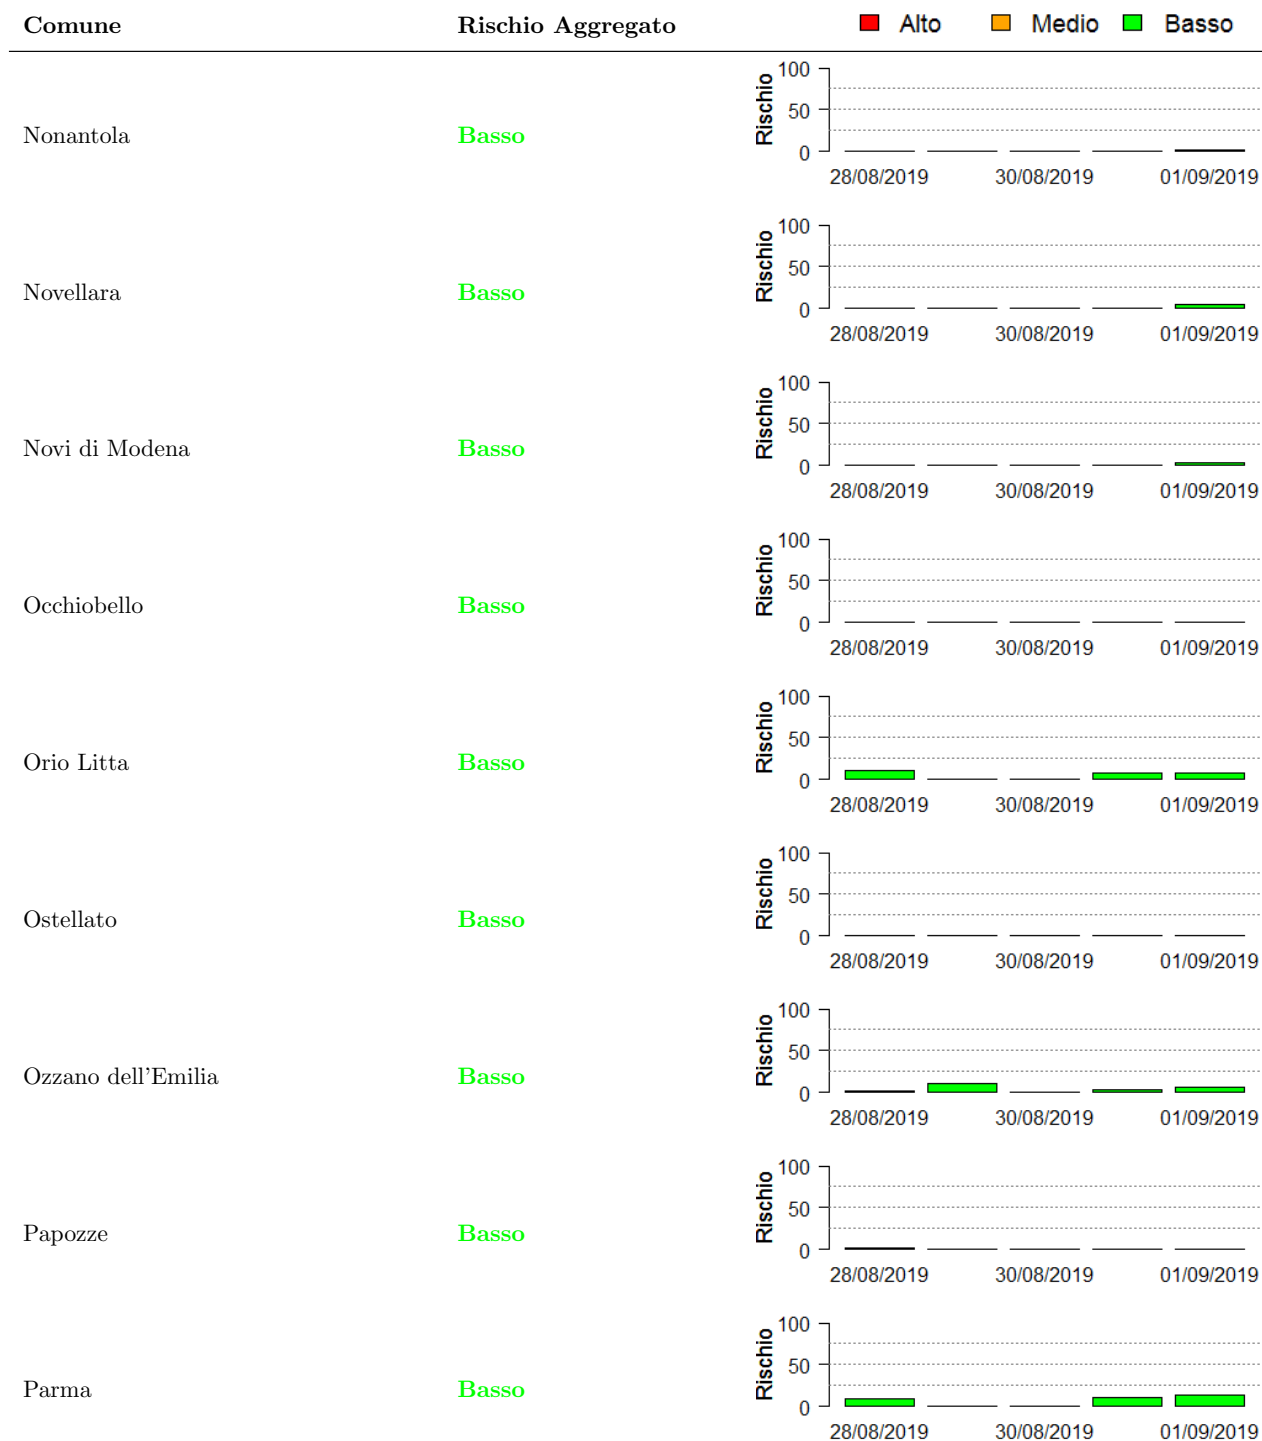 Comune Rischio Aggregato Alto Medio Basso
Nonantola Basso Rischio 100 50 0
28/08/2019 30/08/2019 01/09/2019
Novellara Basso Rischio 100 50 0
28/08/2019 30/08/2019 01/09/2019
Novi di Modena Basso Rischio 100 50 0
28/08/2019 30/08/2019 01/09/2019
Occhiobello Basso Rischio 100 50 0
28/08/2019 30/08/2019 01/09/2019
Orio Litta Basso Rischio 100 50 0
28/08/2019 30/08/2019 01/09/2019
Ostellato Basso Rischio 100 50 0
28/08/2019 30/08/2019 01/09/2019
Ozzano dell'Emilia Basso Rischio 100 50 0
28/08/2019 30/08/2019 01/09/2019
Papozze Basso Rischio 100 50 0
28/08/2019 30/08/2019 01/09/2019
Parma Basso Rischio 100 50 0
28/08/2019 30/08/2019 01/09/2019